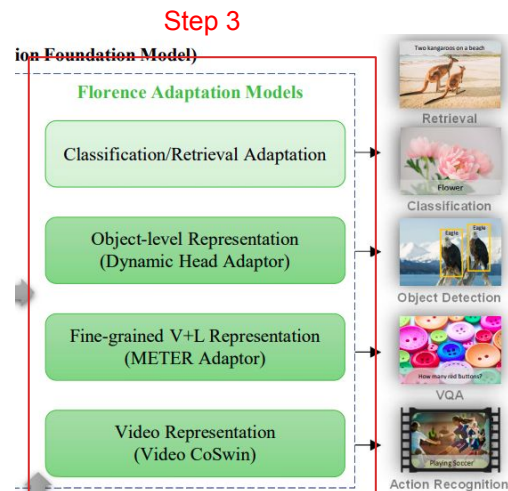 Step 3
ion Foundation Model)
Florence Adaptation Models
Classification/Retrieval Adaptation
Object-level Representation
(Dynamic Head Adaptor)
Fine-grained V+L Representation
(METER Adaptor)
Video Representation
(Video CoSwin)
Two kangaroos on a beach
Retrieval
Flower
Classification
Eagle
Eagle
Object Detection
How many red buttons?
VQA
Playing Soccer
Action Recognition